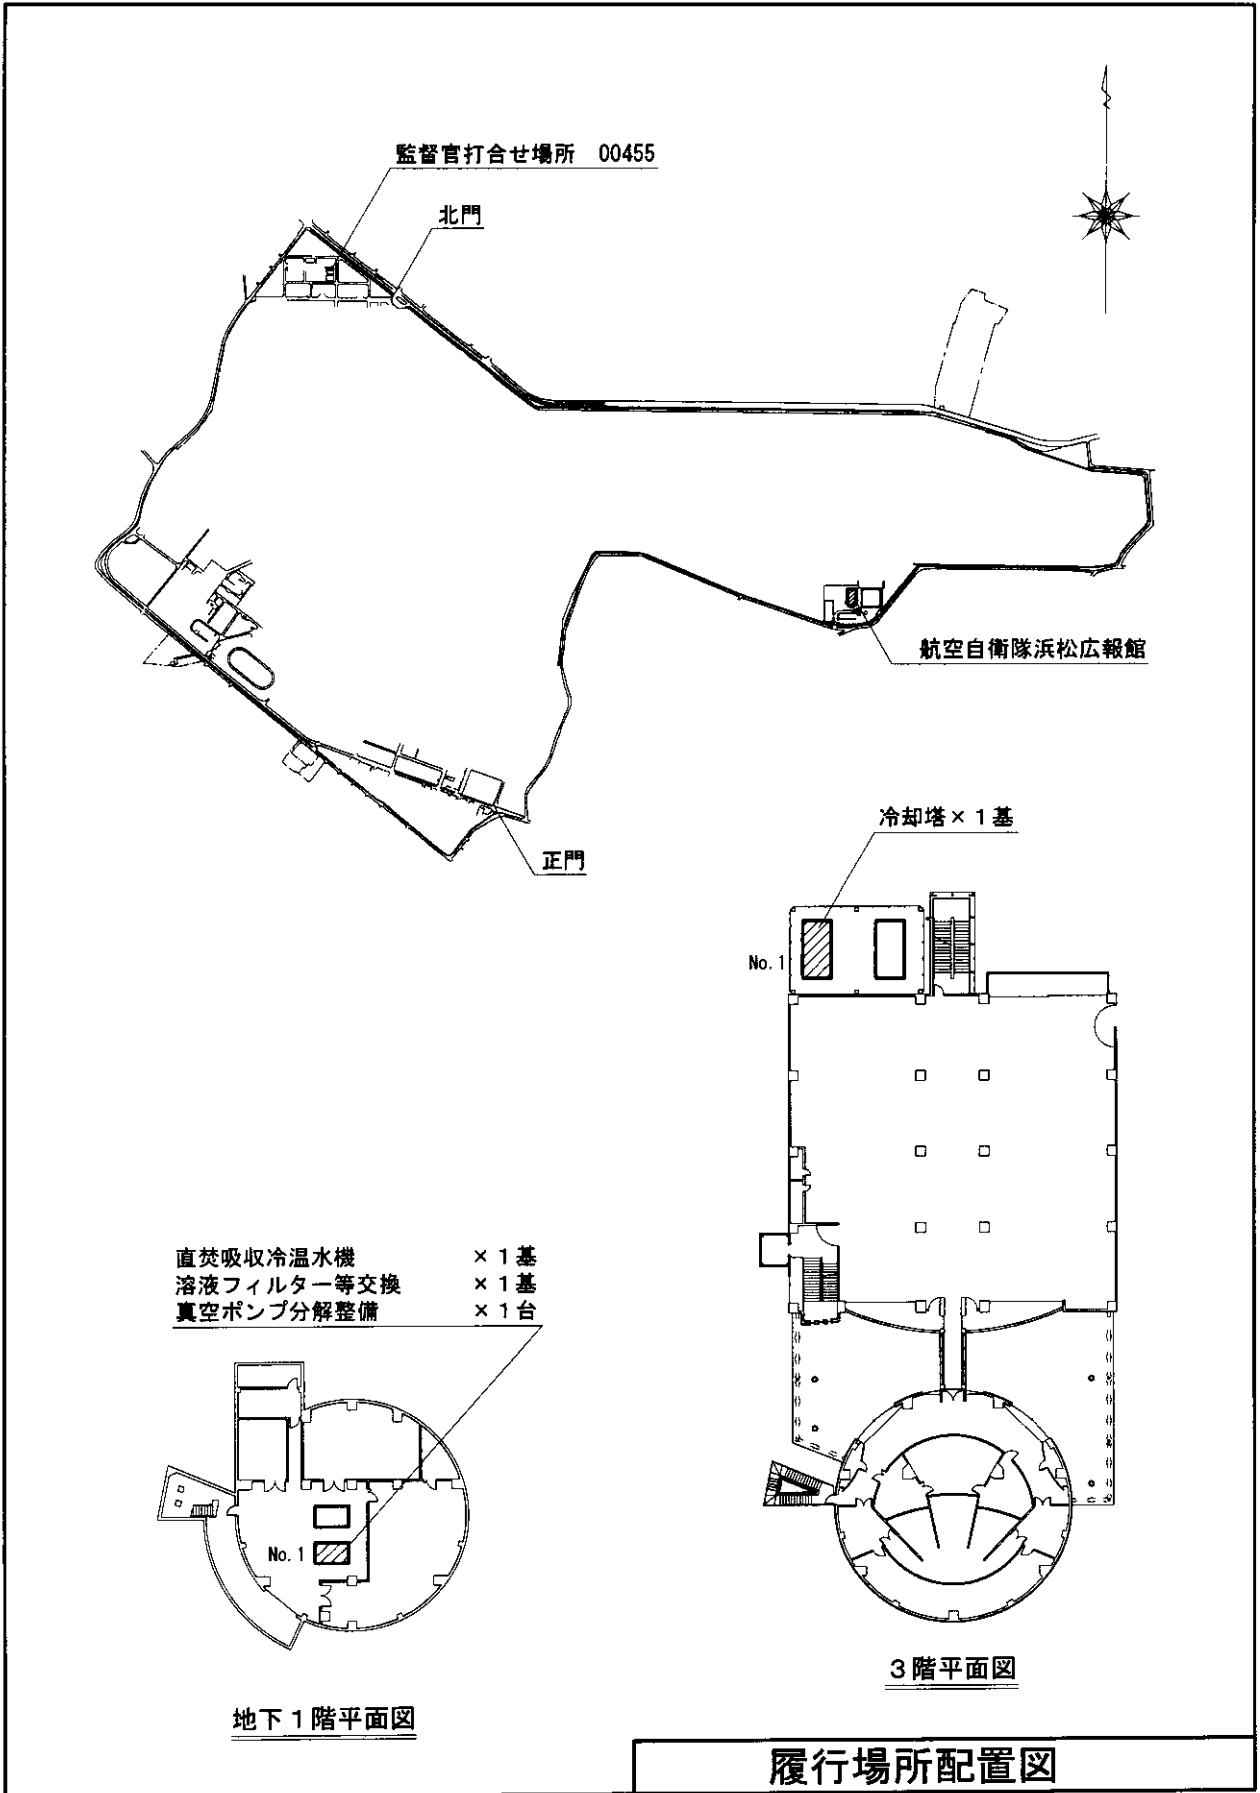 監督官打合せ場所　00455
北門
航空自衛隊浜松広報館
正門
冷却塔×１基
No.1
直焚吸収冷温水機　×１基
溶液フィルター等交換　×１基
真空ポンプ分解整備　×１台
No.1
３階平面図
地下１階平面図
履行場所配置図